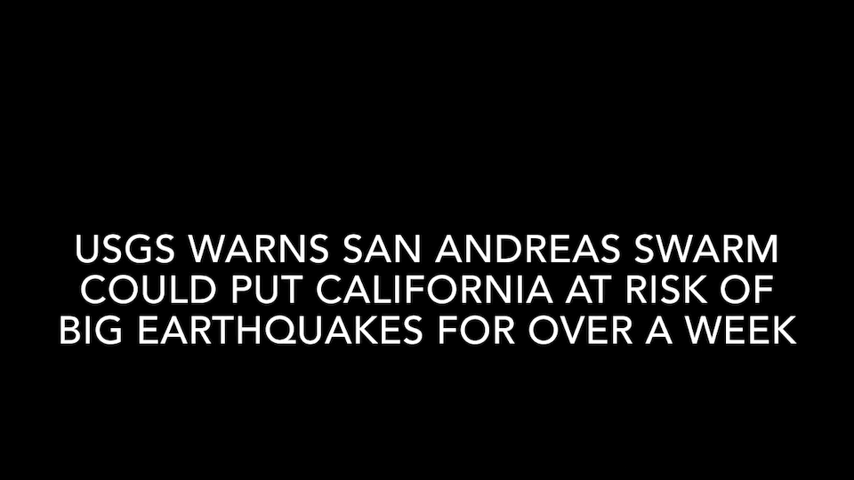 USGS WARNS SAN ANDREAS SWARM
COULD PUT CALIFORNIA AT RISK OF
BIG EARTHQUAKES FOR OVER A WEEK